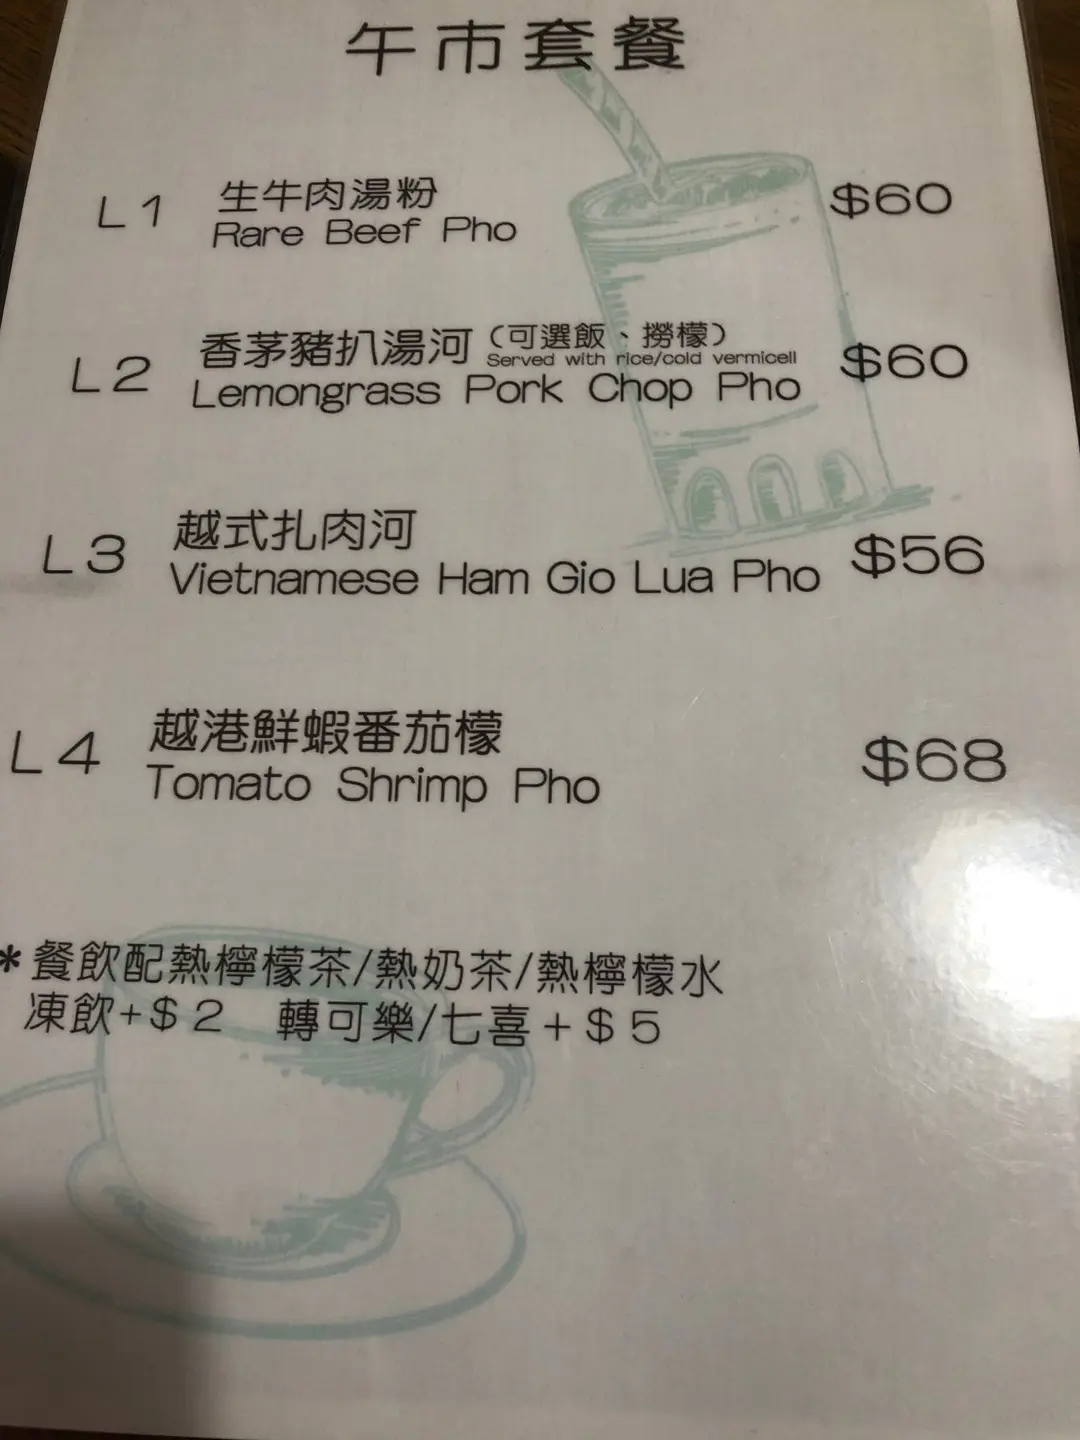 午市套餐
L1 生牛肉湯粉 $60
Rare Beef Pho
L2 香茅豬扒湯河（可選飯、撈檬） $60
Served with rice/cold vermicell
Lemongrass Pork Chop Pho
L3 越式扎肉河 $56
Vietnamese Ham Gio Lua Pho
L4 越港鮮蝦番茄檬 $68
Tomato Shrimp Pho
*餐飲配熱檸檬茶/熱奶茶/熱檸檬水
凍飲+$2 轉可樂/七喜+$5